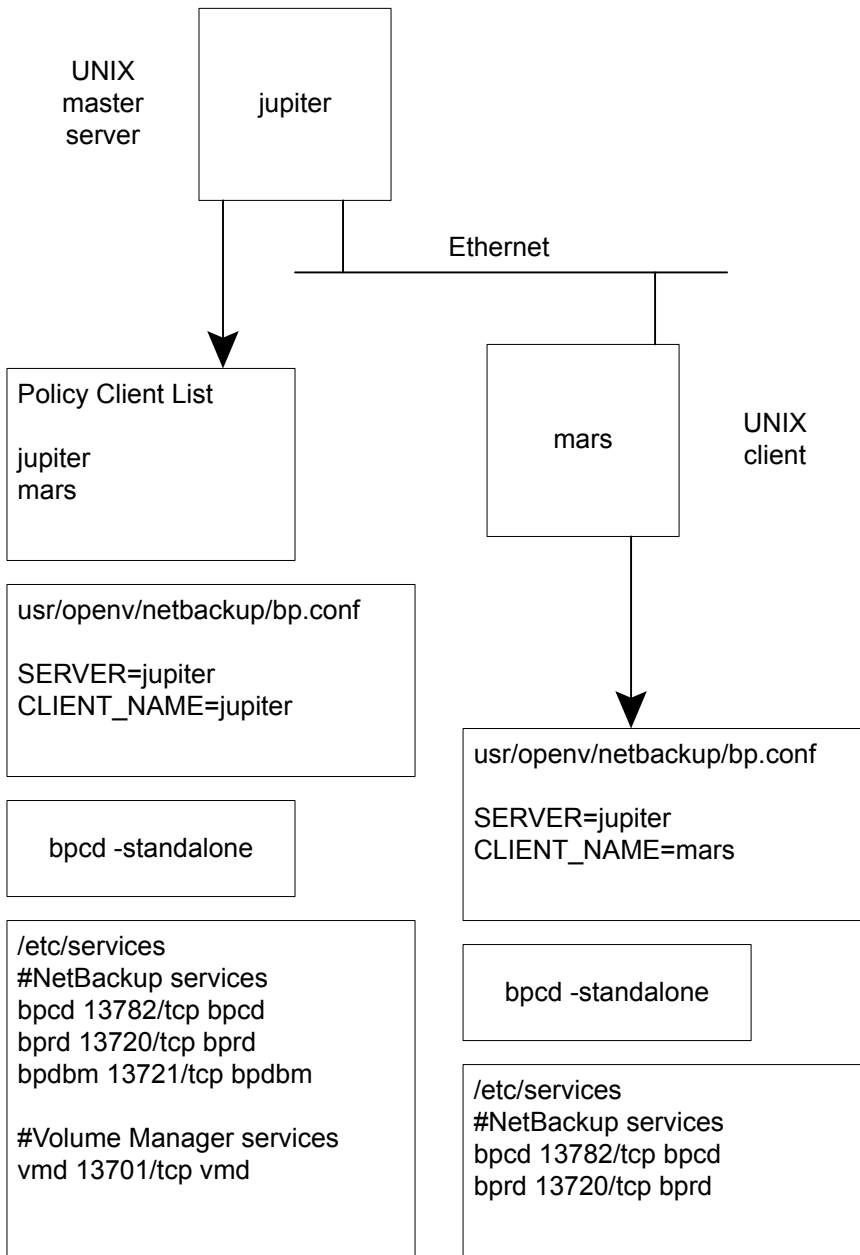 UNIX
master
server
jupiter
Ethernet
Policy Client List
jupiter
mars
mars
UNIX
client
usr/openv/netbackup/bp.conf
SERVER=jupiter
CLIENT_NAME=jupiter
usr/openv/netbackup/bp.conf
SERVER=jupiter
CLIENT_NAME=mars
bpcd -standalone
bpcd -standalone
/etc/services
#NetBackup services
bpcd 13782/tcp bpcd
bprd 13720/tcp bprd
bpdbm 13721/tcp bpdbm
#Volume Manager services
vmd 13701/tcp vmd
/etc/services
#NetBackup services
bpcd 13782/tcp bpcd
bprd 13720/tcp bprd